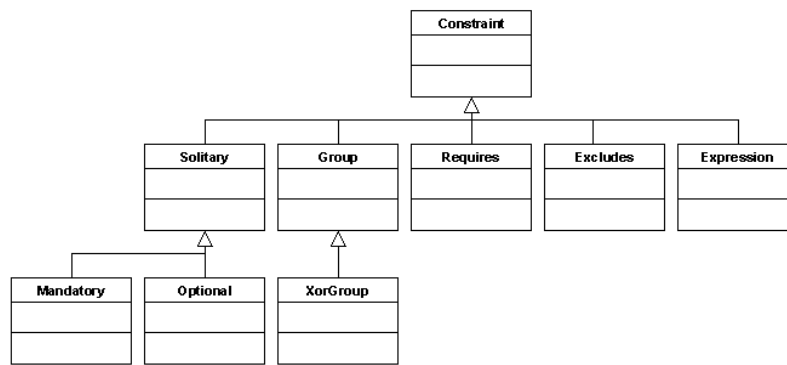 Constraint
Solitary
Group
Requires
Excludes
Expression
Mandatory
Optional
XorGroup